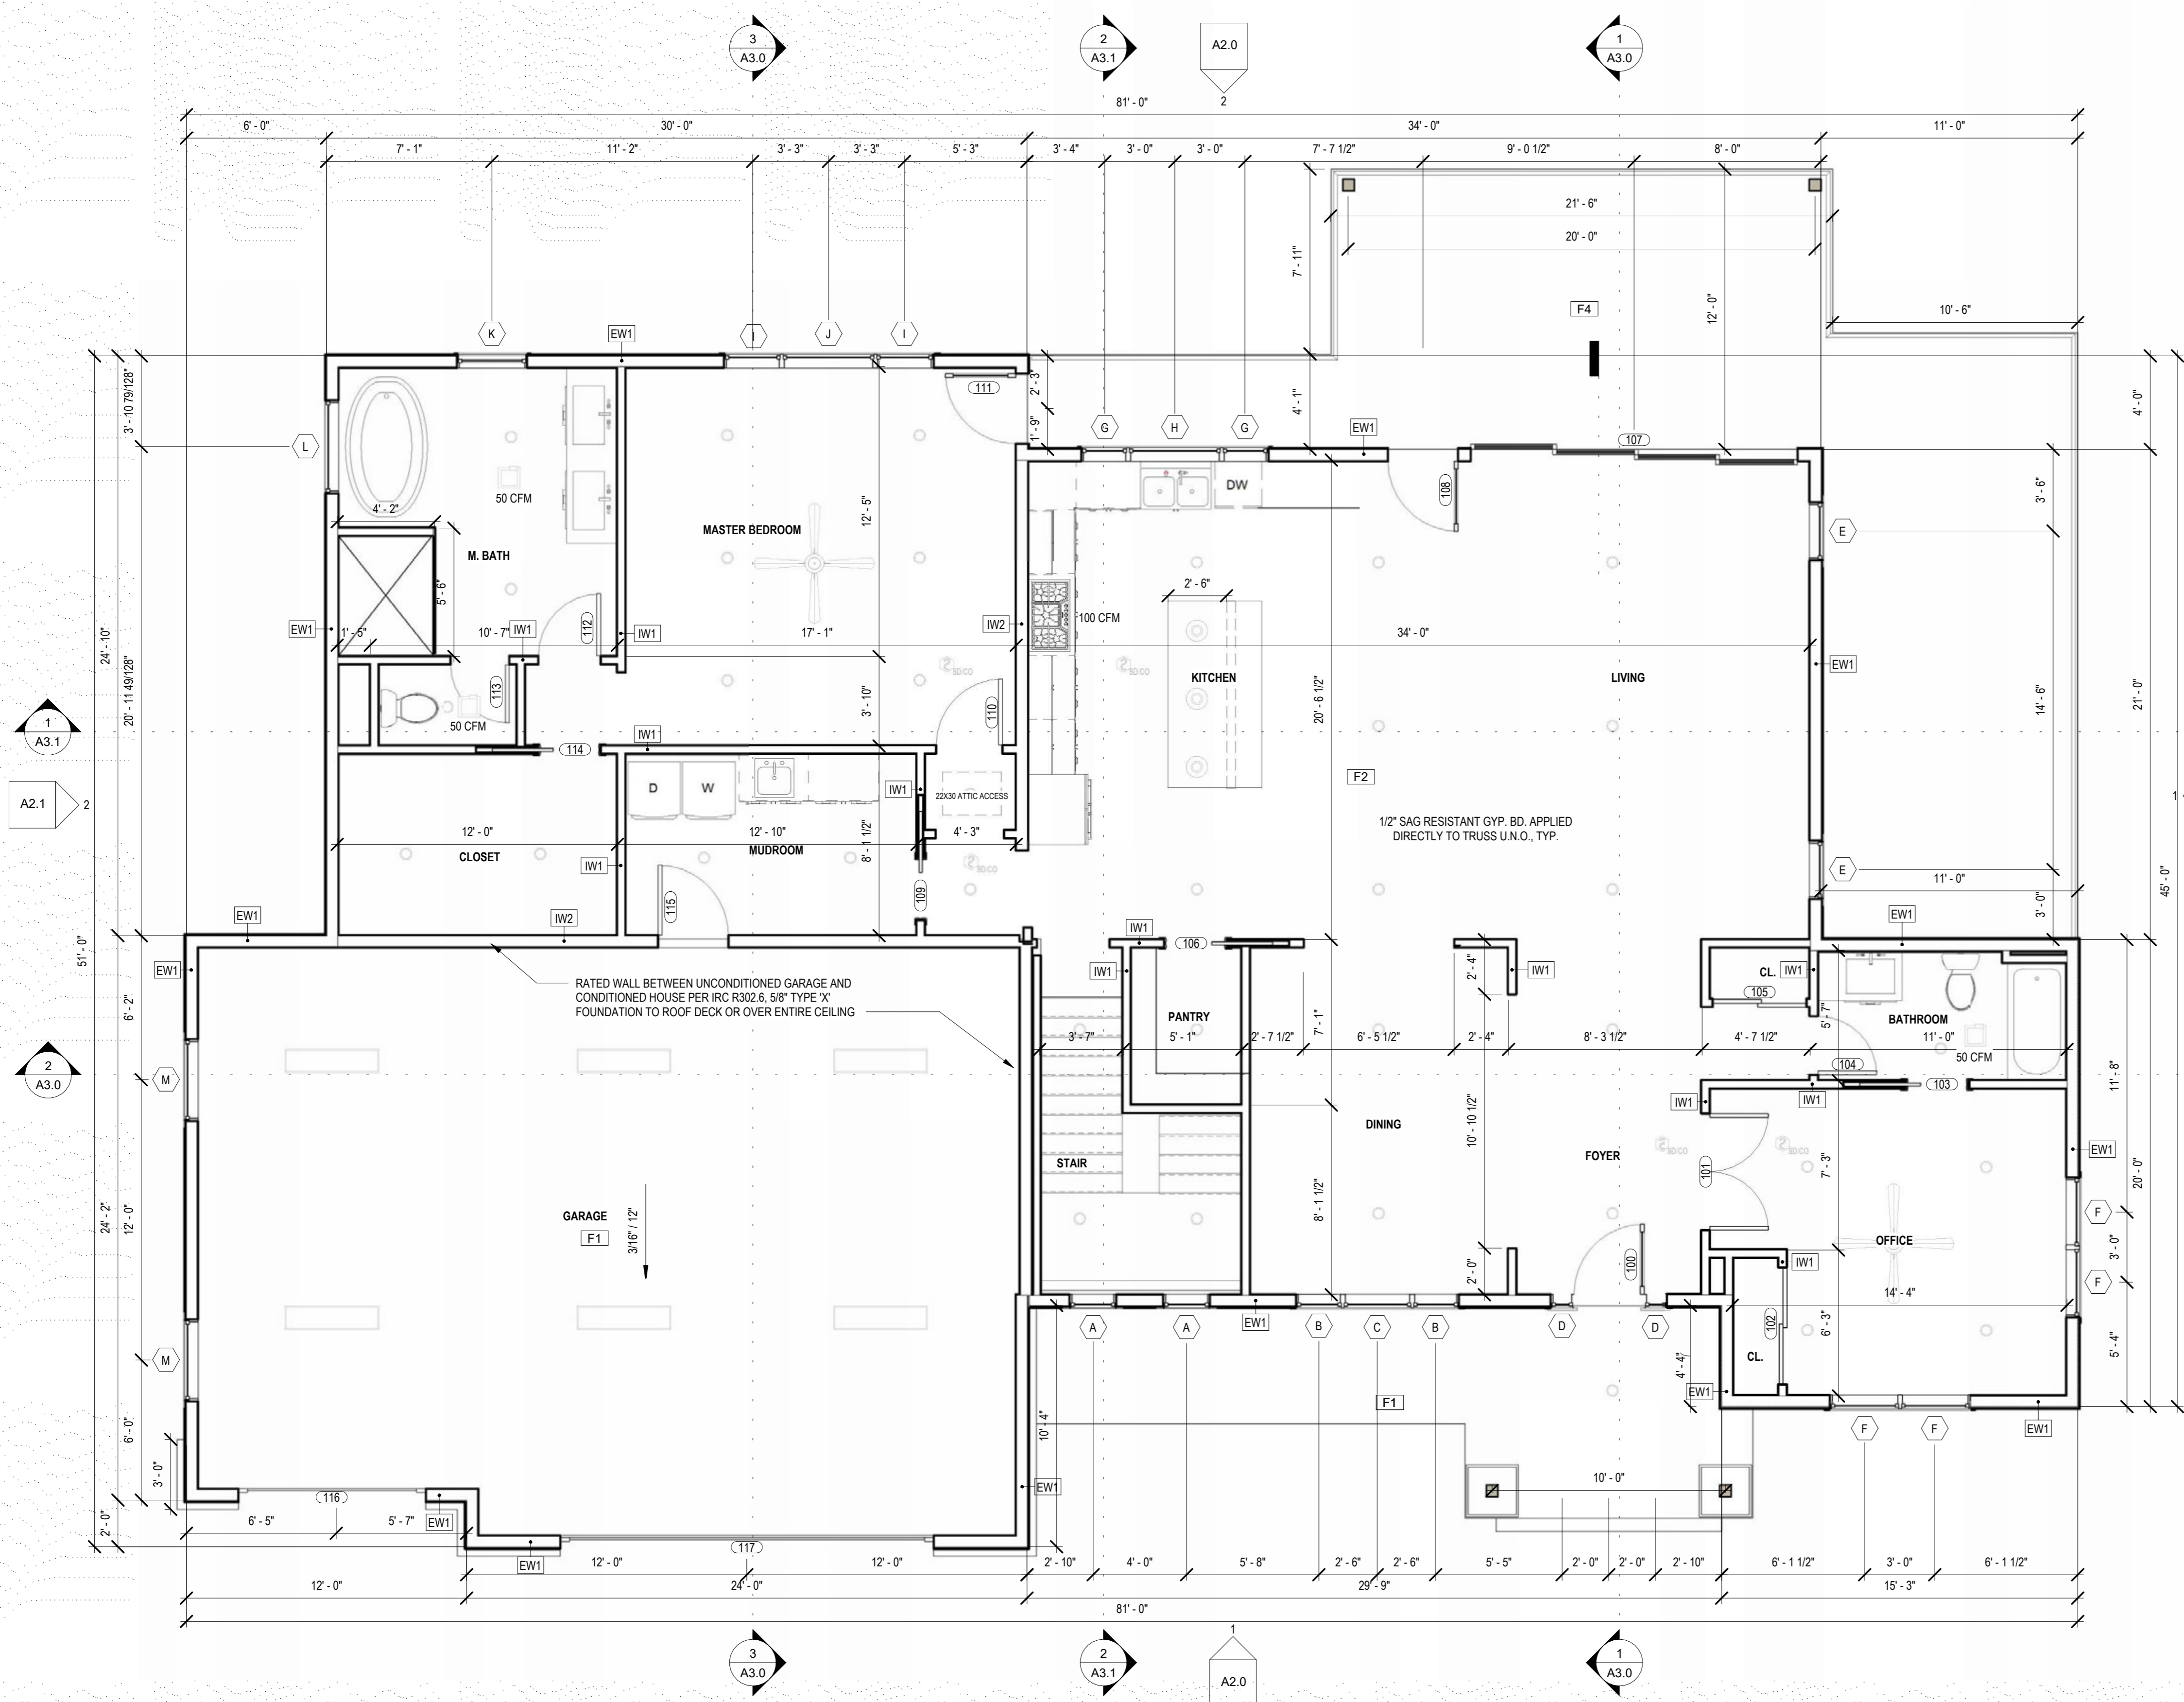 3
A3.0
2
A3.1
A2.0
2
1
A3.0
81' - 0"
6' - 0"
30' - 0"
34' - 0"
11' - 0"
7' - 1"
11' - 2"
3' - 3"
3' - 3"
5' - 3"
3' - 4"
3' - 0"
3' - 0"
7' - 7 1/2"
9' - 0 1/2"
8' - 0"
21' - 6"
20' - 0"
7' - 11"
12' - 0"
F4
10' - 6"
K
EW1
I
J
I
111
2' - 3"
1' - 9"
4' - 1"
4' - 0"
3' - 10 79/128"
L
G
H
G
EW1
107
108
50 CFM
4' - 2"
DW
3' - 6"
E
12' - 5"
MASTER BEDROOM
M. BATH
5' - 6"
2' - 6"
100 CFM
EW1
1' - 5"
10' - 7"
IW1
112
IW1
17' - 1"
IW2
34' - 0"
EW1
24' - 10"
20' - 11 49/128"
113
50 CFM
3' - 10"
110
SD/CO
SD/CO
KITCHEN
LIVING
20' - 6 1/2"
14' - 6"
21' - 0"
1
A3.1
114
IW1
F2
A2.1
2
D
W
IW1
22X30 ATTIC ACCESS
1
1/2" SAG RESISTANT GYP. BD. APPLIED
DIRECTLY TO TRUSS U.N.O., TYP.
12' - 0"
12' - 10"
8' - 1 1/2"
4' - 3"
CLOSET
MUDROOM
IW1
SD/CO
E
11' - 0"
45' - 0"
115
109
3' - 0"
EW1
IW2
IW1
106
EW1
51' - 0"
EW1
RATED WALL BETWEEN UNCONDITIONED GARAGE AND
CONDITIONED HOUSE PER IRC R302.6, 5/8" TYPE 'X'
FOUNDATION TO ROOF DECK OR OVER ENTIRE CEILING
IW1
2' - 4"
IW1
CL.
IW1
105
6' - 2"
PANTRY
7' - 1"
5' - 7"
BATHROOM
3' - 7"
5' - 1"
2' - 7 1/2"
6' - 5 1/2"
2' - 4"
8' - 3 1/2"
4' - 7 1/2"
11' - 0"
50 CFM
104
2
A3.0
M
103
11' - 8"
IW1
IW1
10' - 10 1/2"
DINING
STAIR
FOYER
SD/CO
SD/CO
EW1
7' - 3"
101
20' - 0"
24' - 2"
12' - 0"
GARAGE
F1
3/16" / 12"
8' - 1 1/2"
F
OFFICE
3' - 0"
100
IW1
2' - 0"
F
14' - 4"
A
A
EW1
B
C
B
D
D
102
6' - 3"
5' - 4"
M
CL.
4' - 4"
EW1
F1
6' - 0"
10' - 4"
F
F
EW1
3' - 0"
10' - 0"
EW1
116
2' - 0"
6' - 5"
5' - 7"
EW1
117
EW1
12' - 0"
12' - 0"
2' - 10"
4' - 0"
5' - 8"
2' - 6"
2' - 6"
5' - 5"
2' - 0"
2' - 0"
2' - 10"
6' - 1 1/2"
3' - 0"
6' - 1 1/2"
12' - 0"
24' - 0"
29' - 9"
15' - 3"
81' - 0"
3
A3.0
2
A3.1
1
A2.0
1
A3.0